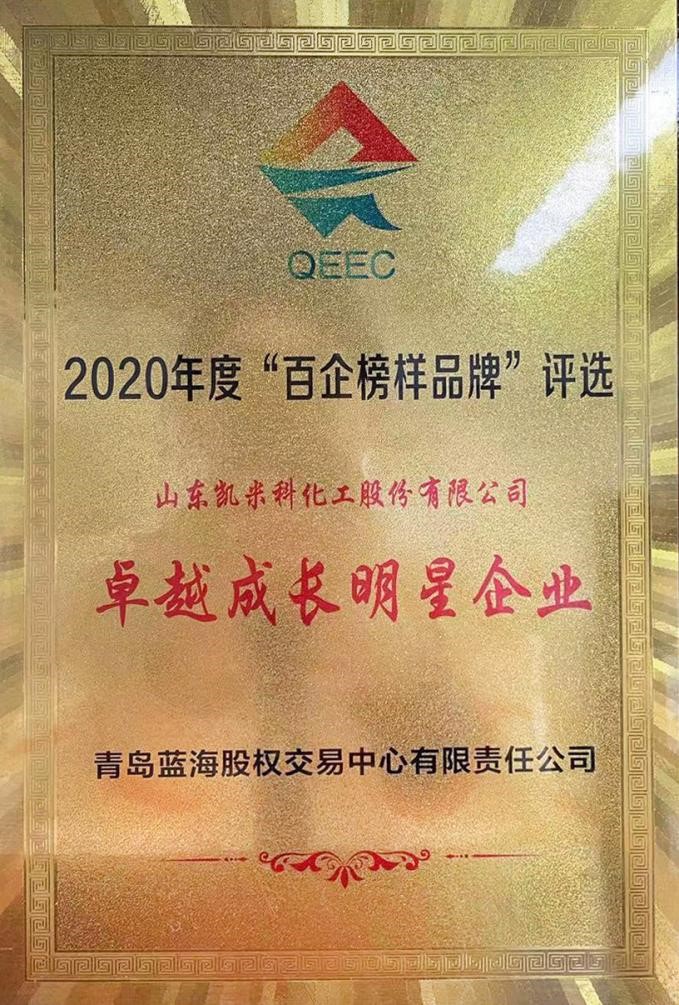 QEEC
2020年度“百企榜样品牌”评选
山东凯米科化工股份有限公司
卓越成长明星企业
青岛蓝海股权交易中心有限责任公司